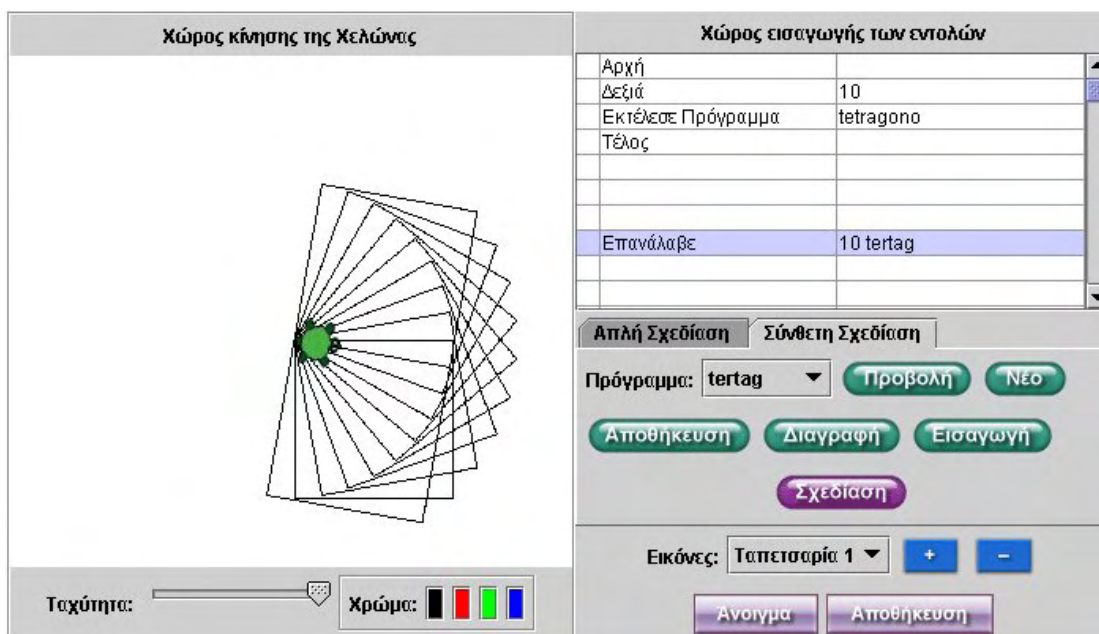 Χώρος κίνησης της Χελώνας
Χώρος εισαγωγής των εντολών
Αρχή
Δεξιά 10
Εκτέλεσε Πρόγραμμα tetragono
Τέλος
Επανάλαβε 10 tertag
Απλή Σχεδίαση Σύνθετη Σχεδίαση
Πρόγραμμα: tertag Προβολή Νέο
Αποθήκευση Διαγραφή Εισαγωγή
Σχεδίαση
Εικόνες: Ταπετσαρία 1 + -
Ταχύτητα: Χρώμα:
Άνοιγμα Αποθήκευση